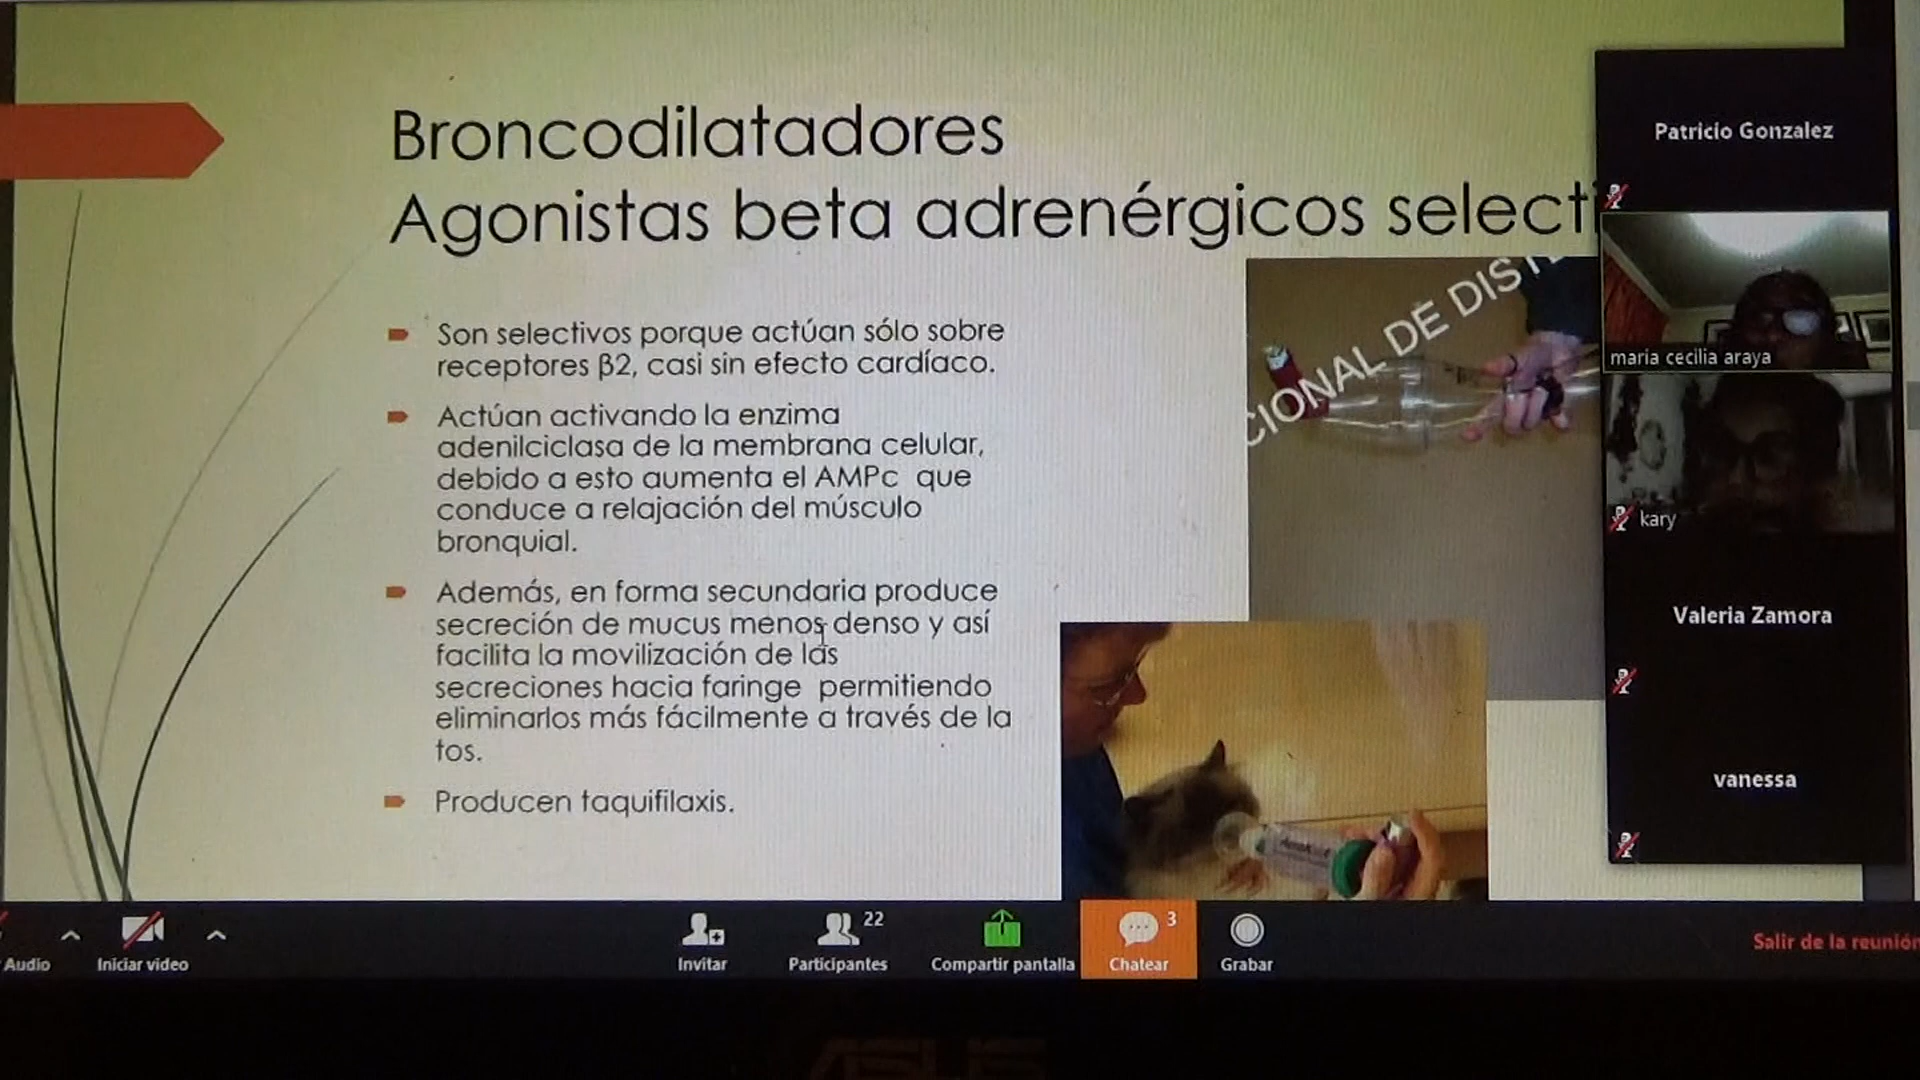 Broncodilatadores
Agonistas beta adrenérgicos selecti
Son selectivos porque actúan sólo sobre
receptores β2, casi sin efecto cardíaco.
Actúan activando la enzima
adenilciclasa de la membrana celular,
debido a esto aumenta el AMPc que
conduce a relajación del músculo
bronquial.
Además, en forma secundaria produce
secreción de mucus menos denso y así
facilita la movilización de las
secreciones hacia faringe permitiendo
eliminarlos más fácilmente a través de la
tos.
Producen taquifilaxis.
CIONAL DE DIST
Patricio Gonzalez
maria cecilia araya
kary
Valeria Zamora
vanessa
Audio
Iniciar video
Invitar
22
Participantes
Compartir pantalla
3
Chatear
Grabar
Salir de la reunión
ASUS